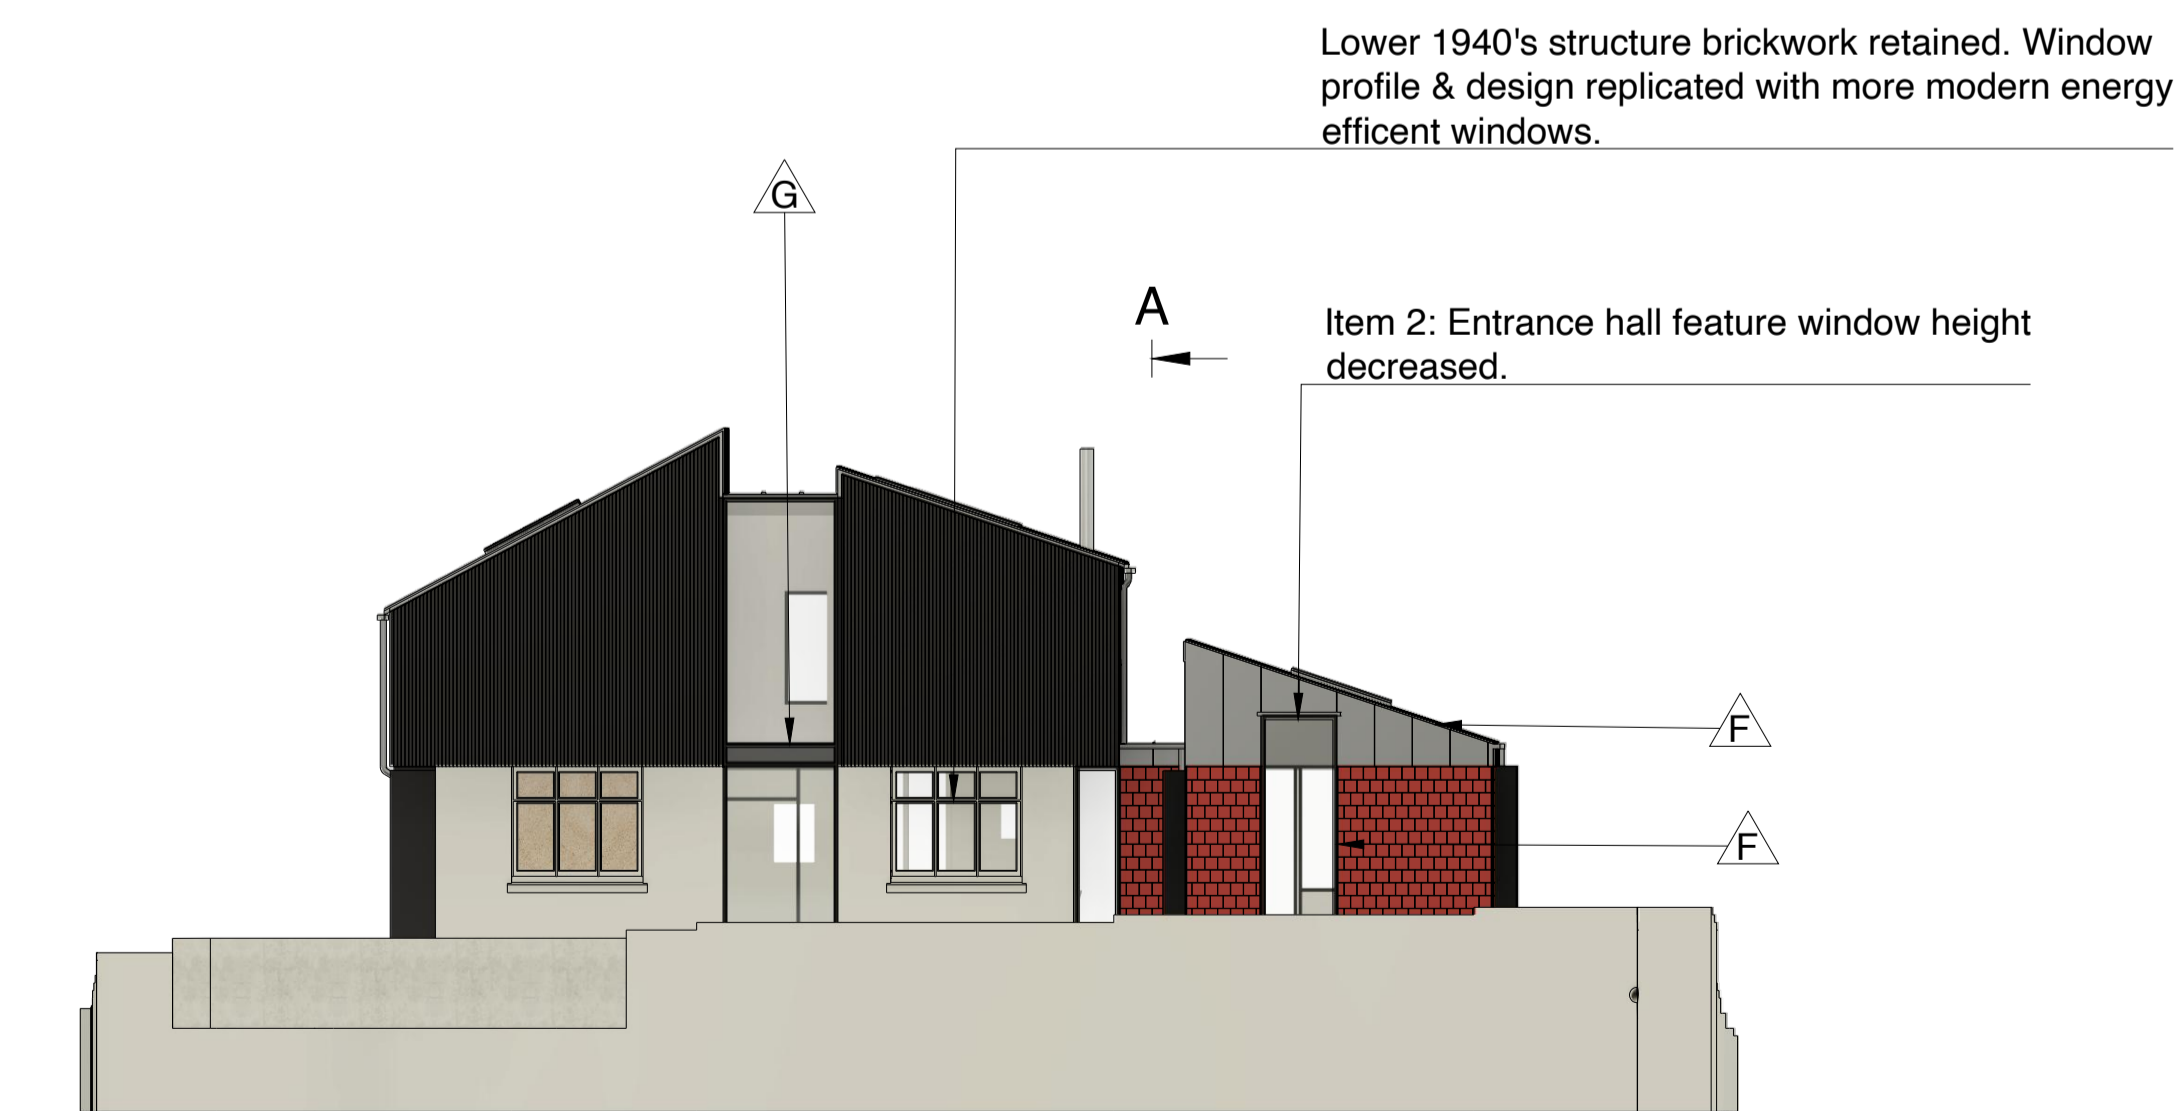 Lower 1940's structure brickwork retained. Window
profile & design replicated with more modern energy
efficent windows.
G
A
Item 2: Entrance hall feature window height
decreased.
F
F